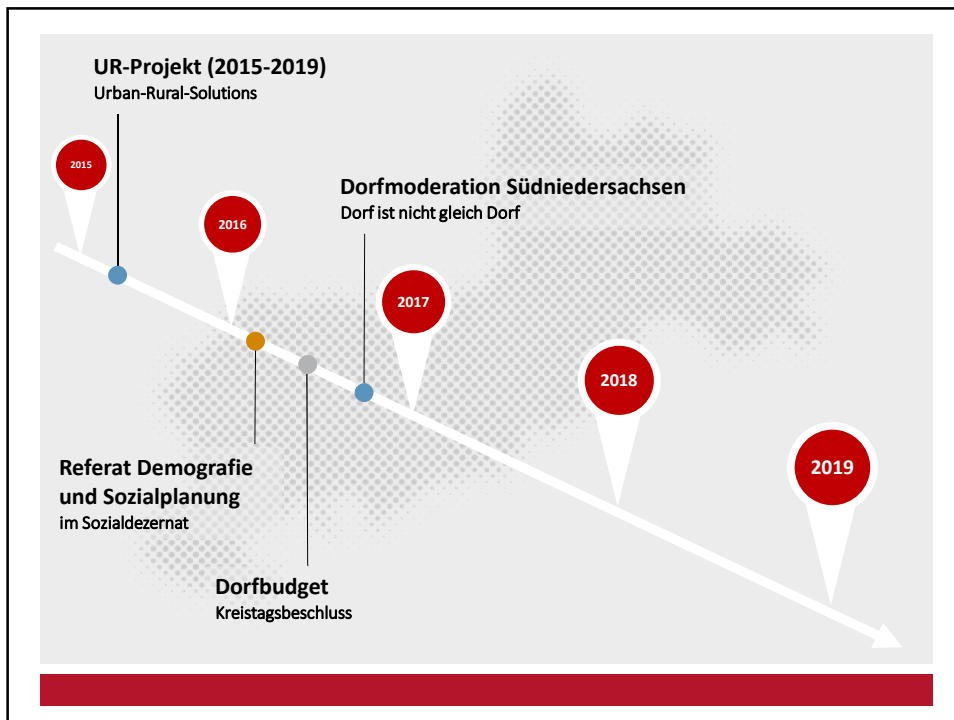 UR-Projekt (2015-2019)
Urban-Rural-Solutions
2015
Dorfmoderation Südniedersachsen
Dorf ist nicht gleich Dorf
2016
2017
2018
2019
Referat Demografie
und Sozialplanung
im Sozialdezernat
Dorfbudget
Kreistagsbeschluss